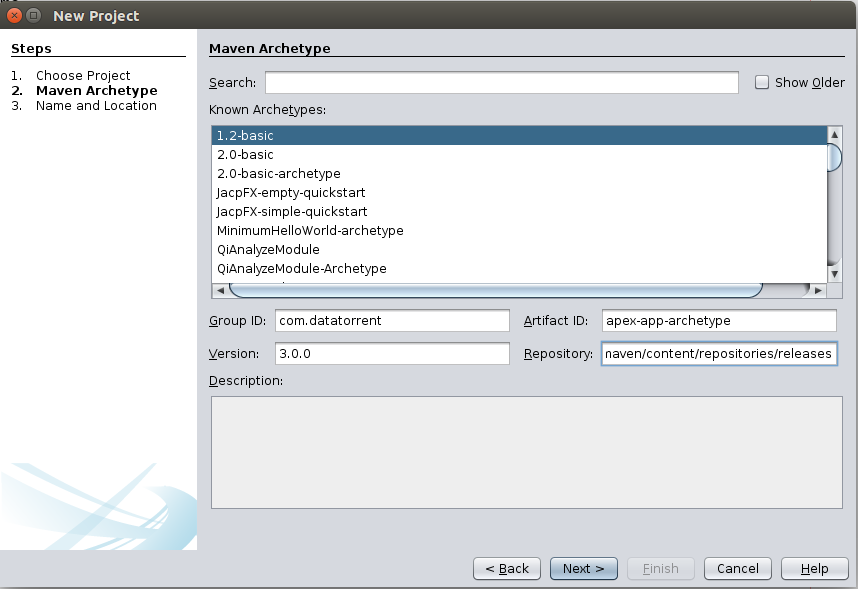 New Project
Steps
1. Choose Project
2. Maven Archetype
3. Name and Location
Maven Archetype
Search:
Show Older
Known Archetypes:
1.2-basic
2.0-basic
2.0-basic-archetype
JacpFX-empty-quickstart
JacpFX-simple-quickstart
MinimumHelloWorld-archetype
QiAnalyzeModule
QiAnalyzeModule-Archetype
Group ID: com.datatorrent Artifact ID: apex-app-archetype
Version: 3.0.0 Repository: maven/content/repositories/releases
Description:
< Back Next > Finish Cancel Help